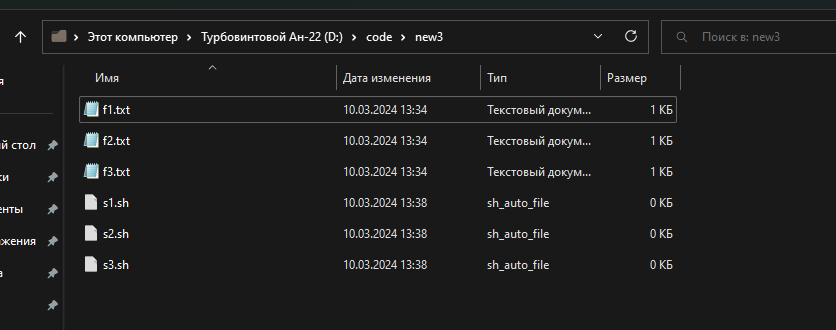 Этот компьютер > Турбовинтовой Ан-22 (D:) > code > new3 Поиск в: new3
Имя Дата изменения Тип Размер
f1.txt 10.03.2024 13:34 Текстовый докум... 1 КБ
f2.txt 10.03.2024 13:34 Текстовый докум... 1 КБ
ий стол
f3.txt 10.03.2024 13:34 Текстовый докум... 1 КБ
ки
s1.sh 10.03.2024 13:38 sh_auto_file 0 КБ
енты
s2.sh 10.03.2024 13:38 sh_auto_file 0 КБ
ажения
s3.sh 10.03.2024 13:38 sh_auto_file 0 КБ